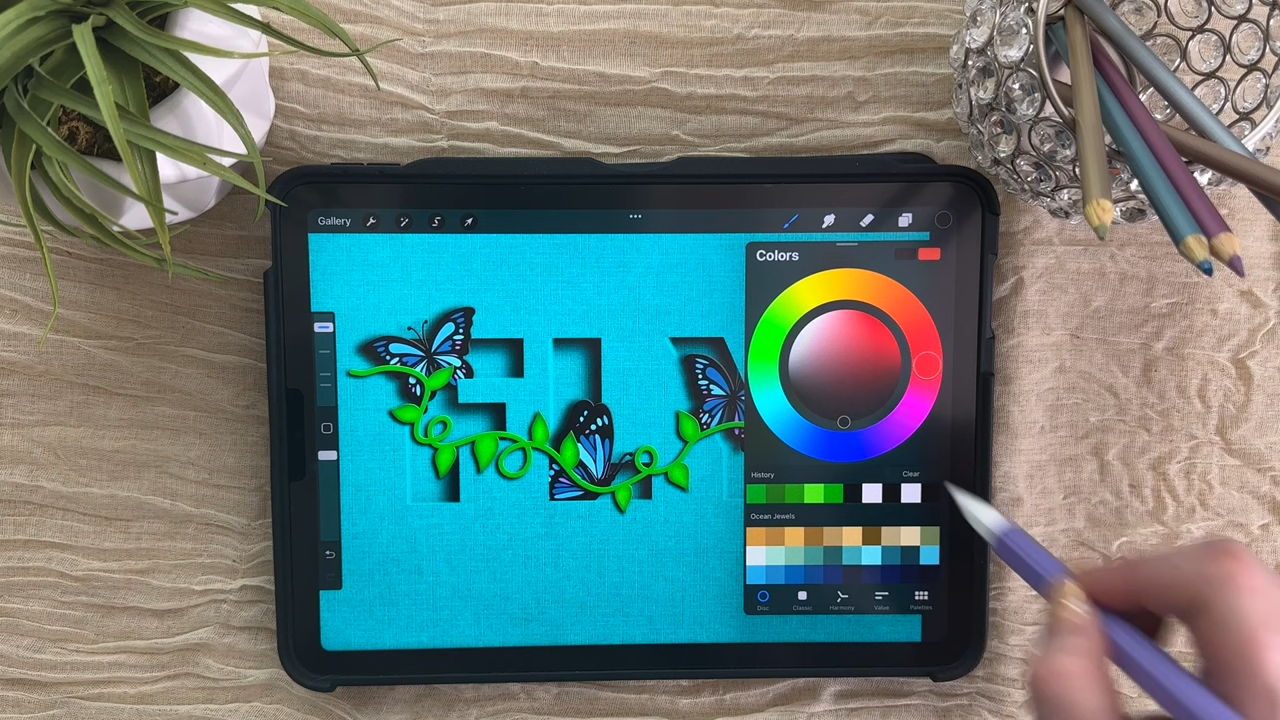 Gallery
Colors
History Clear
Ocean Jewels
Disc Classic Harmony Value Palettes